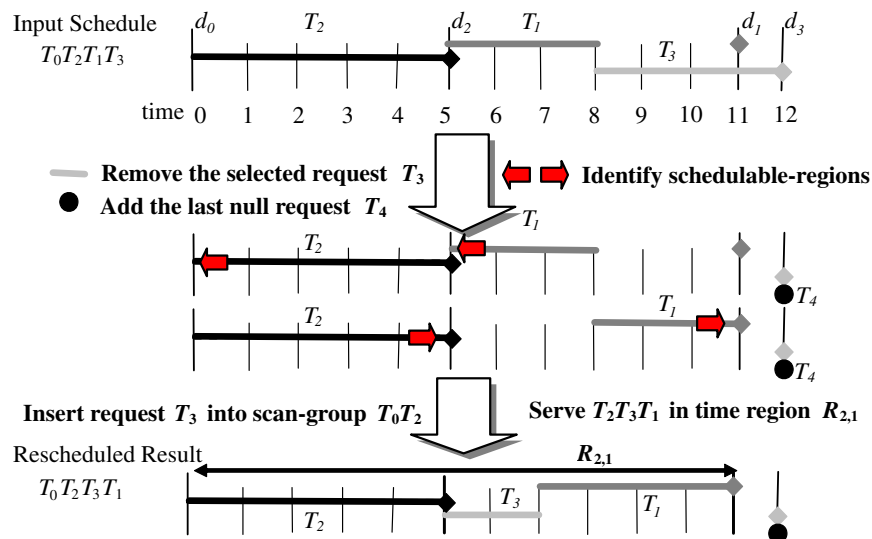 Input Schedule
T0T2T1T3
d0 T2 d2 T1 d1 d3
T3
time 0 1 2 3 4 5 6 7 8 9 10 11 12
Remove the selected request T3
Identify schedulable-regions
Add the last null request T4
T1
T2
T4
T2 T1
T4
Insert request T3 into scan-group T0T2
Serve T2T3T1 in time region R2,1
Rescheduled Result
R2,1
T0T2T3T1
T2 T3 T1